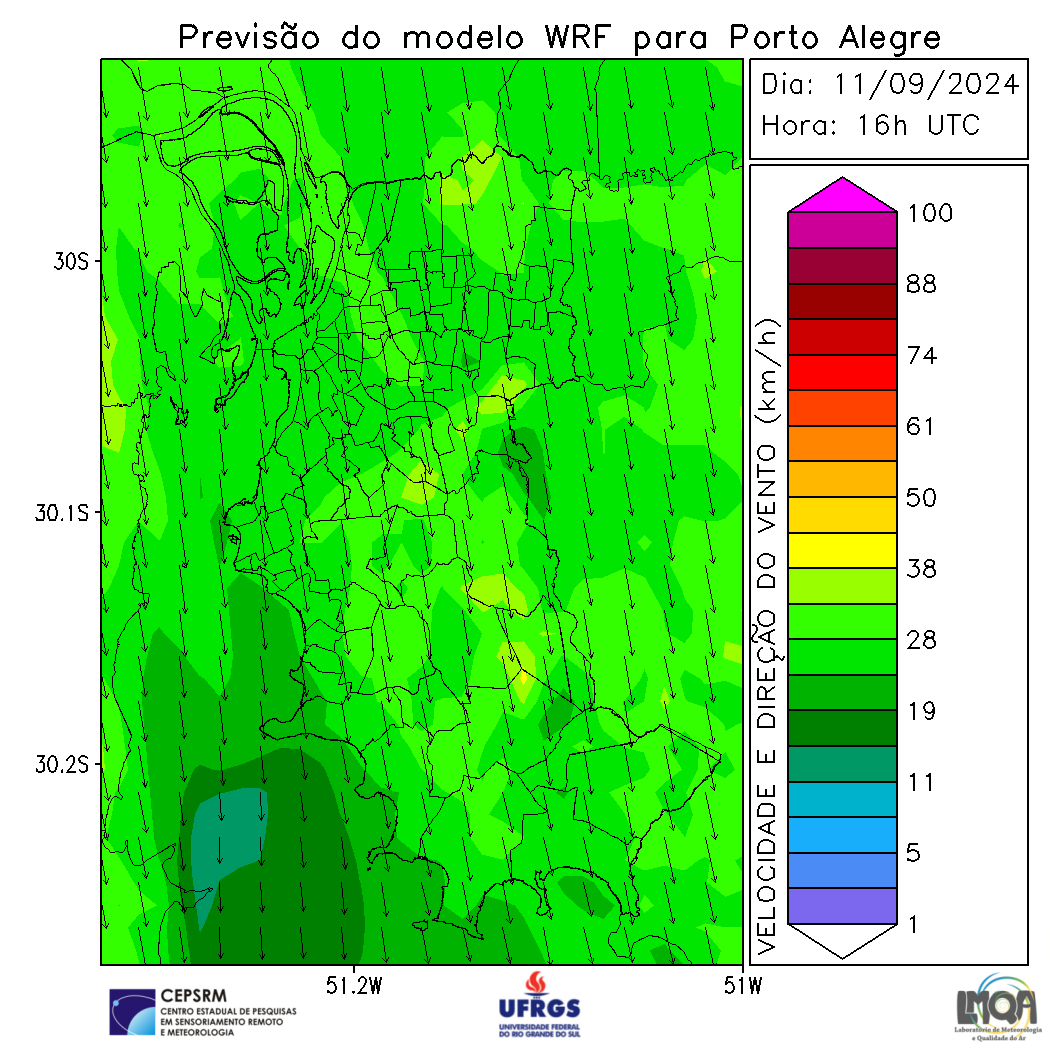 Previsão do modelo WRF para Porto Alegre
Dia: 11/09/2024
Hora: 16h UTC
30S
30.1S
30.2S
51.2W
51W
VELOCIDADE E DIREÇÃO DO VENTO (km/h)
100
88
74
61
50
38
28
19
11
5
1
CEPSRM
CENTRO ESTADUAL DE PESQUISAS
EM SENSORIAMENTO REMOTO
E METEOROLOGIA
UFRGS
UNIVERSIDADE FEDERAL
DO RIO GRANDE DO SUL
LMQA
Laboratório de Meteorologia
e Qualidade do Ar